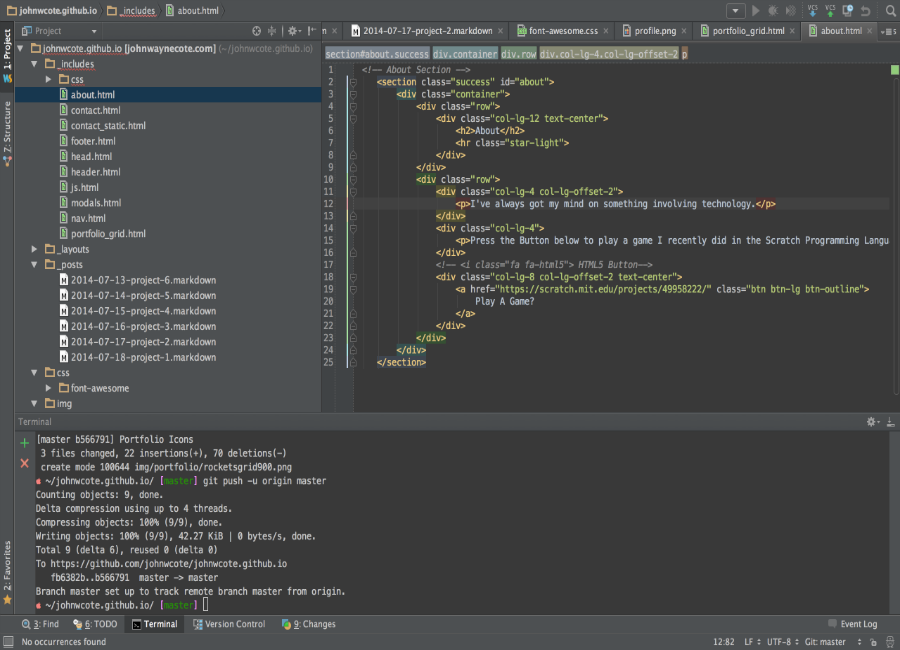 johnwcote.github.io
_includes
about.html
Project
2014-07-17-project-2.markdown
font-awesome.css
profile.png
portfolio_grid.html
about.html
VCS
VCS
1: Project
Z: Structure
2: Favorites
johnwcote.github.io [johnwaynecote.com] (~/johnwcote.github.io)
_includes
css
about.html
contact.html
contact_static.html
footer.html
head.html
header.html
js.html
modals.html
nav.html
portfolio_grid.html
_layouts
_posts
2014-07-13-project-6.markdown
2014-07-14-project-5.markdown
2014-07-15-project-4.markdown
2014-07-16-project-3.markdown
2014-07-17-project-2.markdown
2014-07-18-project-1.markdown
css
font-awesome
img
section#about.success div.container div.row div.col-lg-4.col-lg-offset-2 p
1 <!-- About Section -->
2 <section class="success" id="about">
3 <div class="container">
4 <div class="row">
5 <div class="col-lg-12 text-center">
6 <h2>About</h2>
7 <hr class="star-light">
8 </div>
9 </div>
10 <div class="row">
11 <div class="col-lg-4 col-lg-offset-2">
12 <p>I've always got my mind on something involving technology.</p>
13 </div>
14 <div class="col-lg-4">
15 <p>Press the Button below to play a game I recently did in the Scratch Programming Langu
16 </div>
17 <!-- <i class="fa fa-html5"> HTML5 Button-->
18 <div class="col-lg-8 col-lg-offset-2 text-center">
19 <a href="https://scratch.mit.edu/projects/49958222/" class="btn btn-lg btn-outline">
20 Play A Game?
21 </a>
22 </div>
23 </div>
24 </div>
25 </section>
Terminal
[master b566791] Portfolio Icons
3 files changed, 22 insertions(+), 70 deletions(-)
create mode 100644 img/portfolio/rocketsgrid900.png
~/johnwcote.github.io/ [master] git push -u origin master
Counting objects: 9, done.
Delta compression using up to 4 threads.
Compressing objects: 100% (9/9), done.
Writing objects: 100% (9/9), 42.27 KiB | 0 bytes/s, done.
Total 9 (delta 6), reused 0 (delta 0)
To https://github.com/johnwcote/johnwcote.github.io
fb6382b..b566791 master -> master
Branch master set up to track remote branch master from origin.
~/johnwcote.github.io/ [master]
3: Find
6: TODO
Terminal
Version Control
9: Changes
Event Log
No occurrences found
12:82 LF UTF-8 Git: master